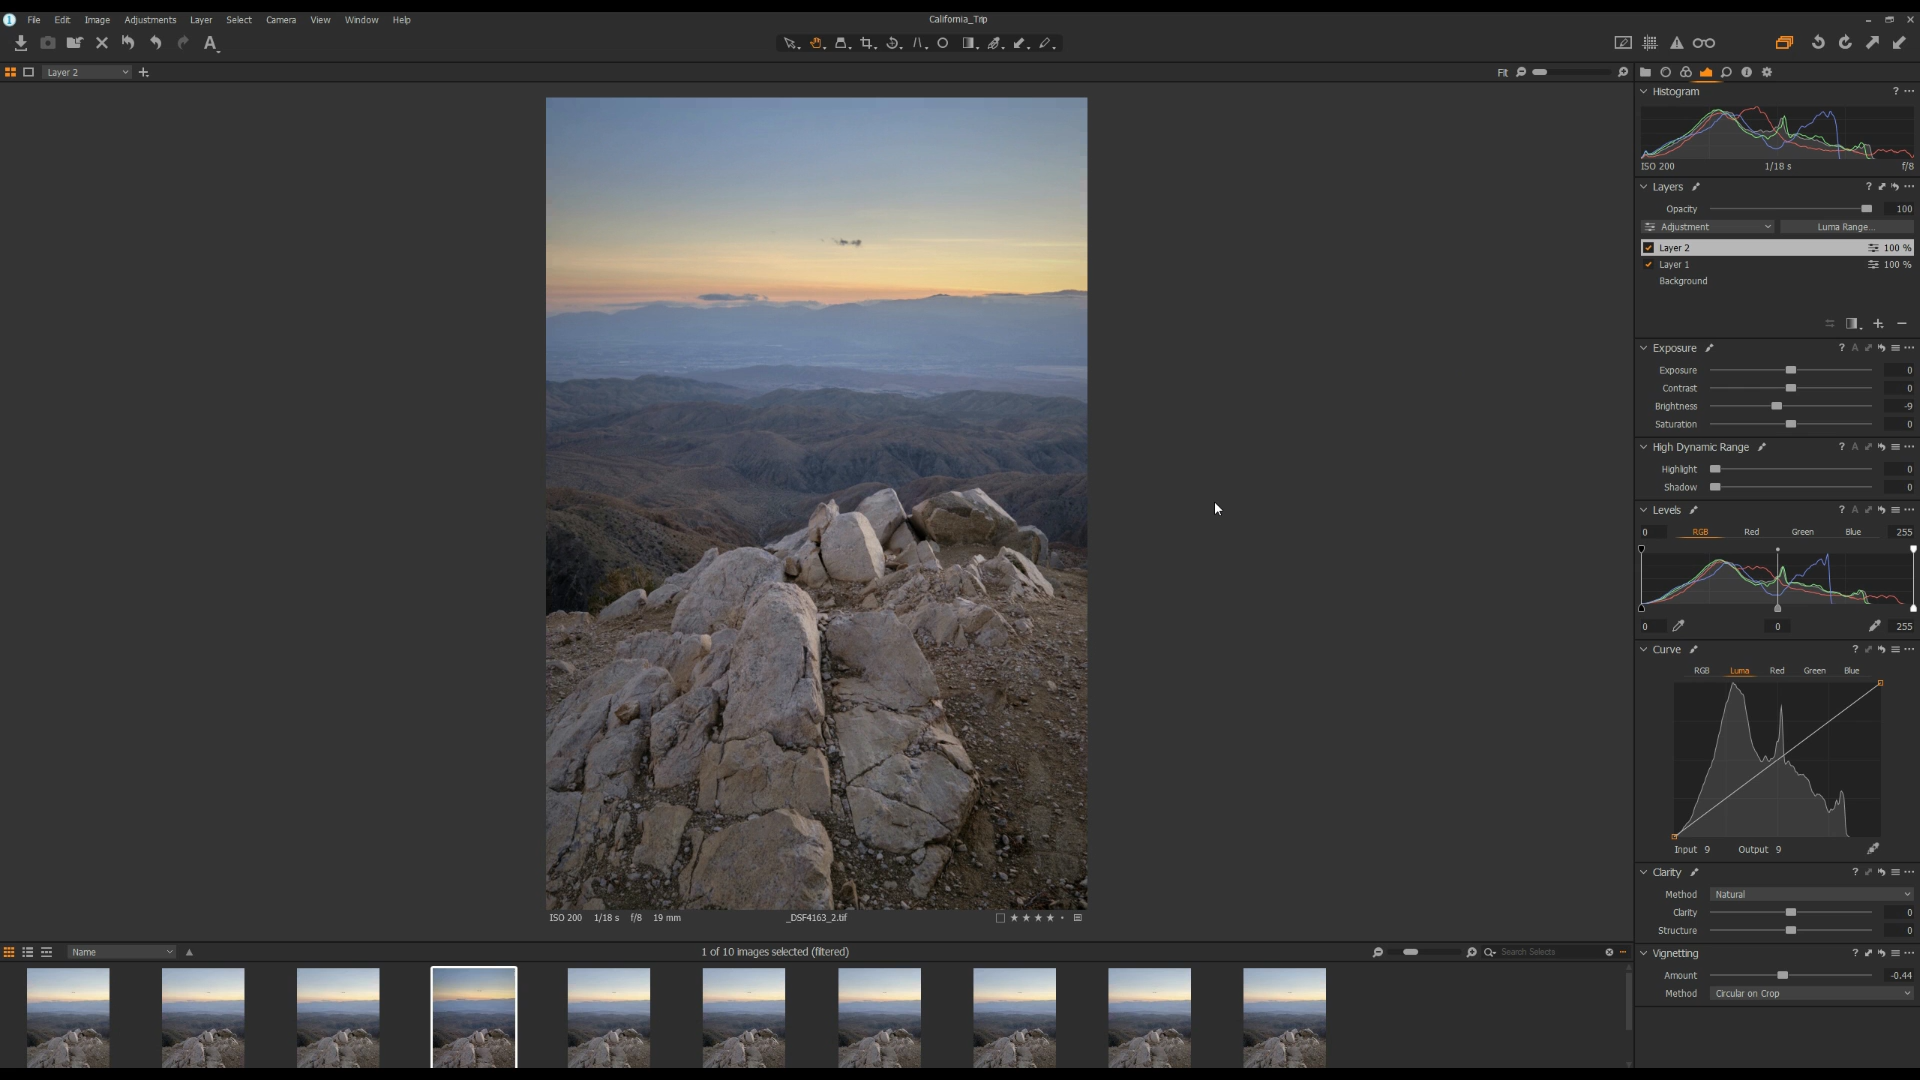 File Edit Image Adjustments Layer Select Camera View Window Help
California_Trip
Layer 2
Fit
Histogram
ISO 200 1/18 s f/8
Layers
Opacity 100
Adjustment Luma Range...
Layer 2 100 %
Layer 1 100 %
Background
Exposure
Exposure 0
Contrast 0
Brightness -9
Saturation 0
High Dynamic Range
Highlight 0
Shadow 0
Levels
0 RGB Red Green Blue 255
0 0 255
Curve
RGB Luma Red Green Blue
Input 9 Output 9
Clarity
Method Natural
Clarity 0
Structure 0
Vignetting
Amount -0.44
Method Circular on Crop
ISO 200 1/18 s f/8 19 mm _DSF4163_2.tif
Name 1 of 10 images selected (filtered) Search Selects